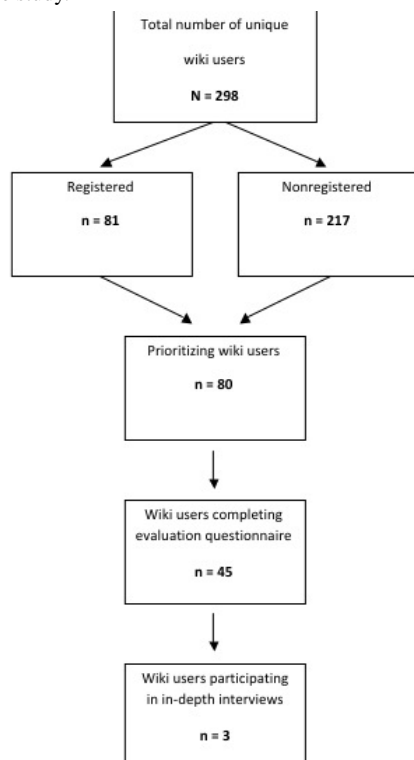 Total number of unique
wiki users
N = 298
Registered
n = 81
Nonregistered
n = 217
Prioritizing wiki users
n = 80
Wiki users completing
evaluation questionnaire
n = 45
Wiki users participating
in in-depth interviews
n = 3